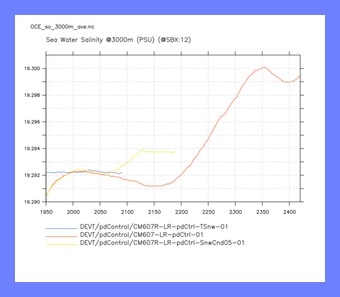 OCE_so_3000m_ave.nc
Sea Water Salinity @3000m (PSU) (@SBX:12)
19.300
19.298
19.296
19.294
19.292
19.290
1950 2000 2050 2100 2150 2200 2250 2300 2350 2400
DEVT/pdControl/CM607R-LR-pdCtrl-TSnw-01
DEVT/pdControl/CM607-LR-pdCtrl-01
DEVT/pdControl/CM607R-LR-pdCtrl-SnwCnd05-01